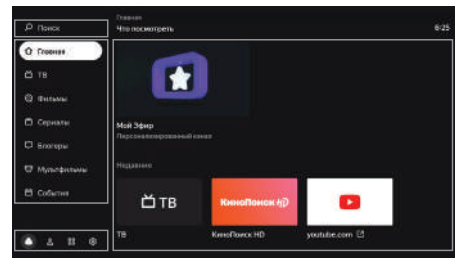 Главная
Поиск
Что посмотреть
6:25
Главная
ТВ
Фильмы
Сериалы
Блогеры
Мультфильмы
События
Мой Эфир
Персонализированный канал
Недавние
ТВ
КиноПоиск HD
ТВ
КиноПоиск HD
youtube.com